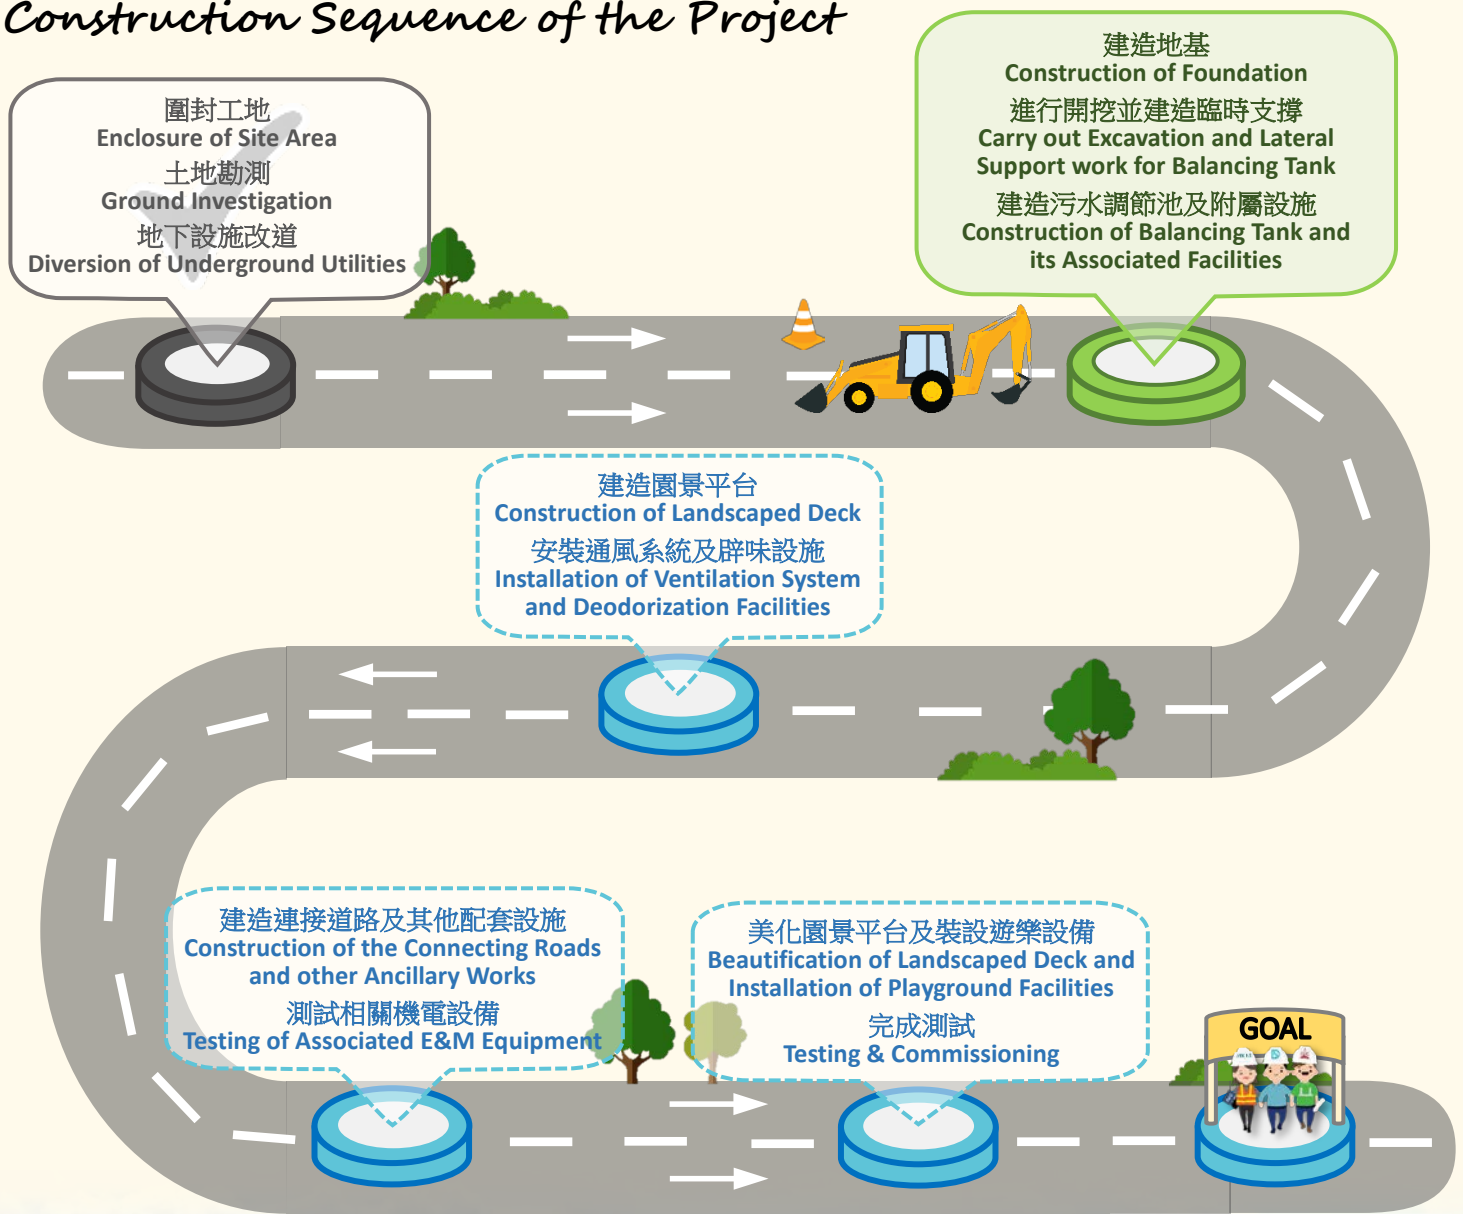 Construction Sequence of the Project
圍封工地
Enclosure of Site Area
土地勘測
Ground Investigation
地下設施改道
Diversion of Underground Utilities
建造地基
Construction of Foundation
進行開挖並建造臨時支撐
Carry out Excavation and Lateral
Support work for Balancing Tank
建造污水調節池及附屬設施
Construction of Balancing Tank and
its Associated Facilities
建造園景平台
Construction of Landscaped Deck
安裝通風系統及辟味設施
Installation of Ventilation System
and Deodorization Facilities
建造連接道路及其他配套設施
Construction of the Connecting Roads
and other Ancillary Works
測試相關機電設備
Testing of Associated E&M Equipment
美化園景平台及裝設遊樂設備
Beautification of Landscaped Deck and
Installation of Playground Facilities
完成測試
Testing & Commissioning
GOAL